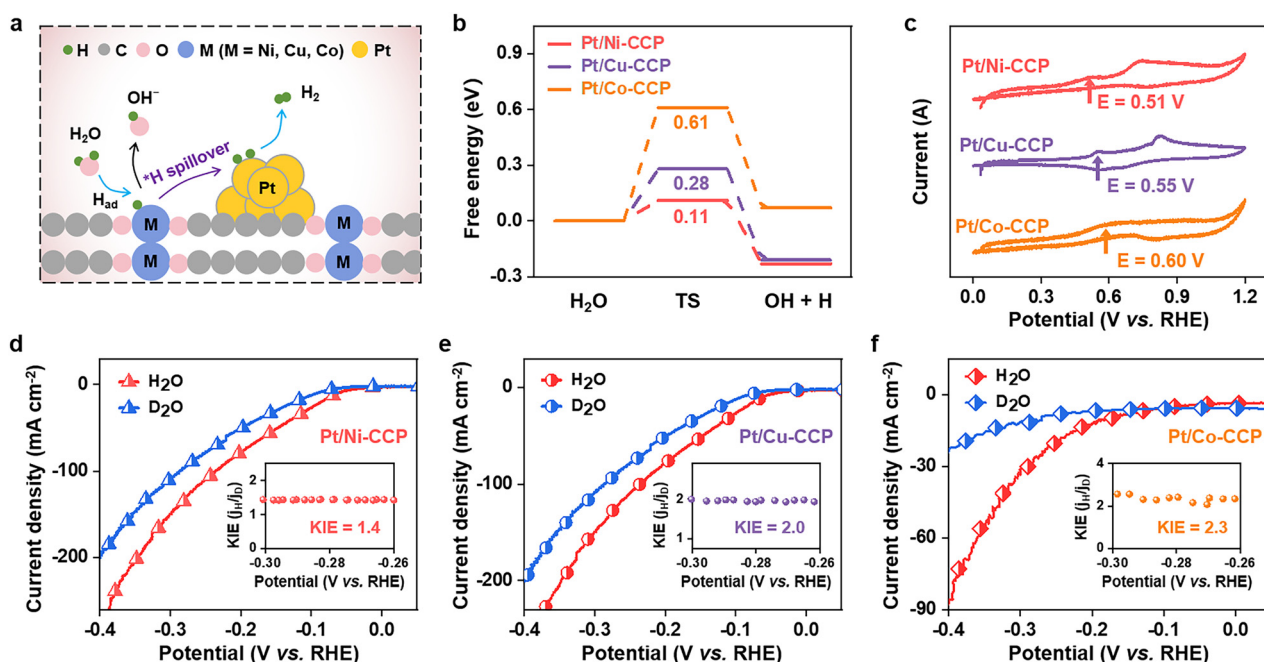 a
H C O M (M = Ni, Cu, Co) Pt
OH⁻
H₂
H₂O
*H spillover
Pt
H_ad
M M
M M
b
Free energy (eV)
0.9
0.6
0.3
0.0
-0.3
Pt/Ni-CCP
Pt/Cu-CCP
Pt/Co-CCP
0.61
0.28
0.11
H₂O TS OH + H
c
Current (A)
Pt/Ni-CCP
E = 0.51 V
Pt/Cu-CCP
E = 0.55 V
Pt/Co-CCP
E = 0.60 V
0.0 0.3 0.6 0.9 1.2
Potential (V vs. RHE)
d
Current density (mA cm⁻²)
0
-100
-200
H₂O
D₂O
Pt/Ni-CCP
KIE (jH/jD)
2
1
0
KIE = 1.4
-0.30 -0.28 -0.26
Potential (V vs. RHE)
-0.4 -0.3 -0.2 -0.1 0.0
Potential (V vs. RHE)
e
Current density (mA cm⁻²)
0
-100
-200
H₂O
D₂O
Pt/Cu-CCP
KIE (jH/jD)
2
1
KIE = 2.0
-0.30 -0.28 -0.26
Potential (V vs. RHE)
-0.4 -0.3 -0.2 -0.1 0.0
Potential (V vs. RHE)
f
Current density (mA cm⁻²)
0
-30
-60
-90
H₂O
D₂O
Pt/Co-CCP
KIE (jH/jD)
4
2
0
KIE = 2.3
-0.30 -0.28 -0.26
Potential (V vs. RHE)
-0.4 -0.3 -0.2 -0.1 0.0
Potential (V vs. RHE)